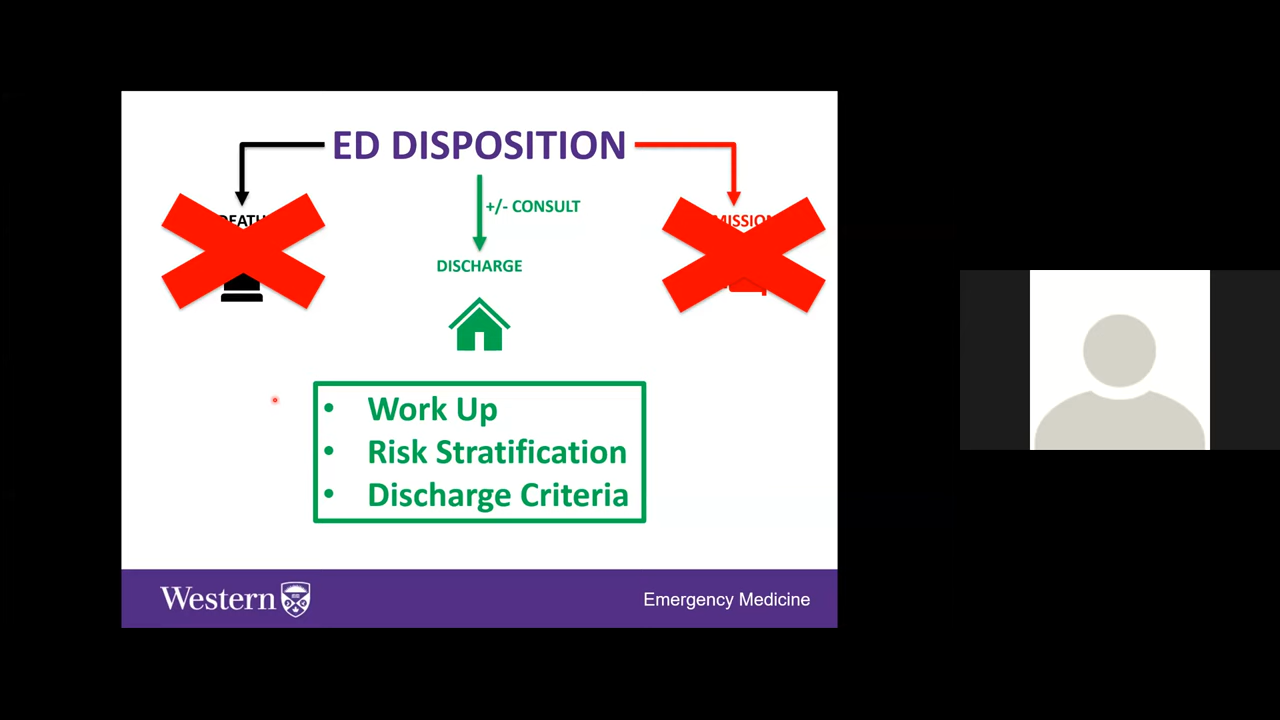 ED DISPOSITION
+/- CONSULT
DISCHARGE
• Work Up
• Risk Stratification
• Discharge Criteria
Western
Emergency Medicine